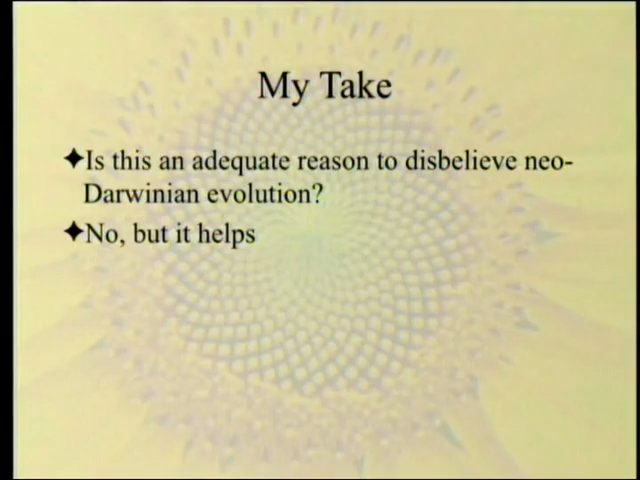 My Take
✦Is this an adequate reason to disbelieve neo-
Darwinian evolution?
✦No, but it helps